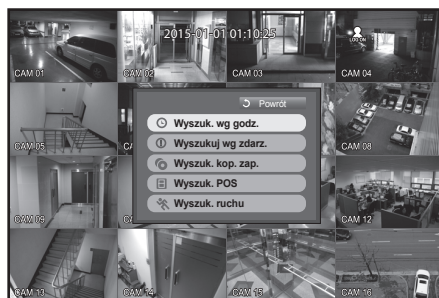 2015-01-01 01:10:25
LOG ON
CAM 01
CAM 02
CAM 03
CAM 04
Powrót
Wyszuk. wg godz.
Wyszukuj wg zdarz.
Wyszuk. kop. zap.
Wyszuk. POS
Wyszuk. ruchu
CAM 05
CAM 08
CAM 09
CAM 12
CAM 13
CAM 14
CAM 15
CAM 16